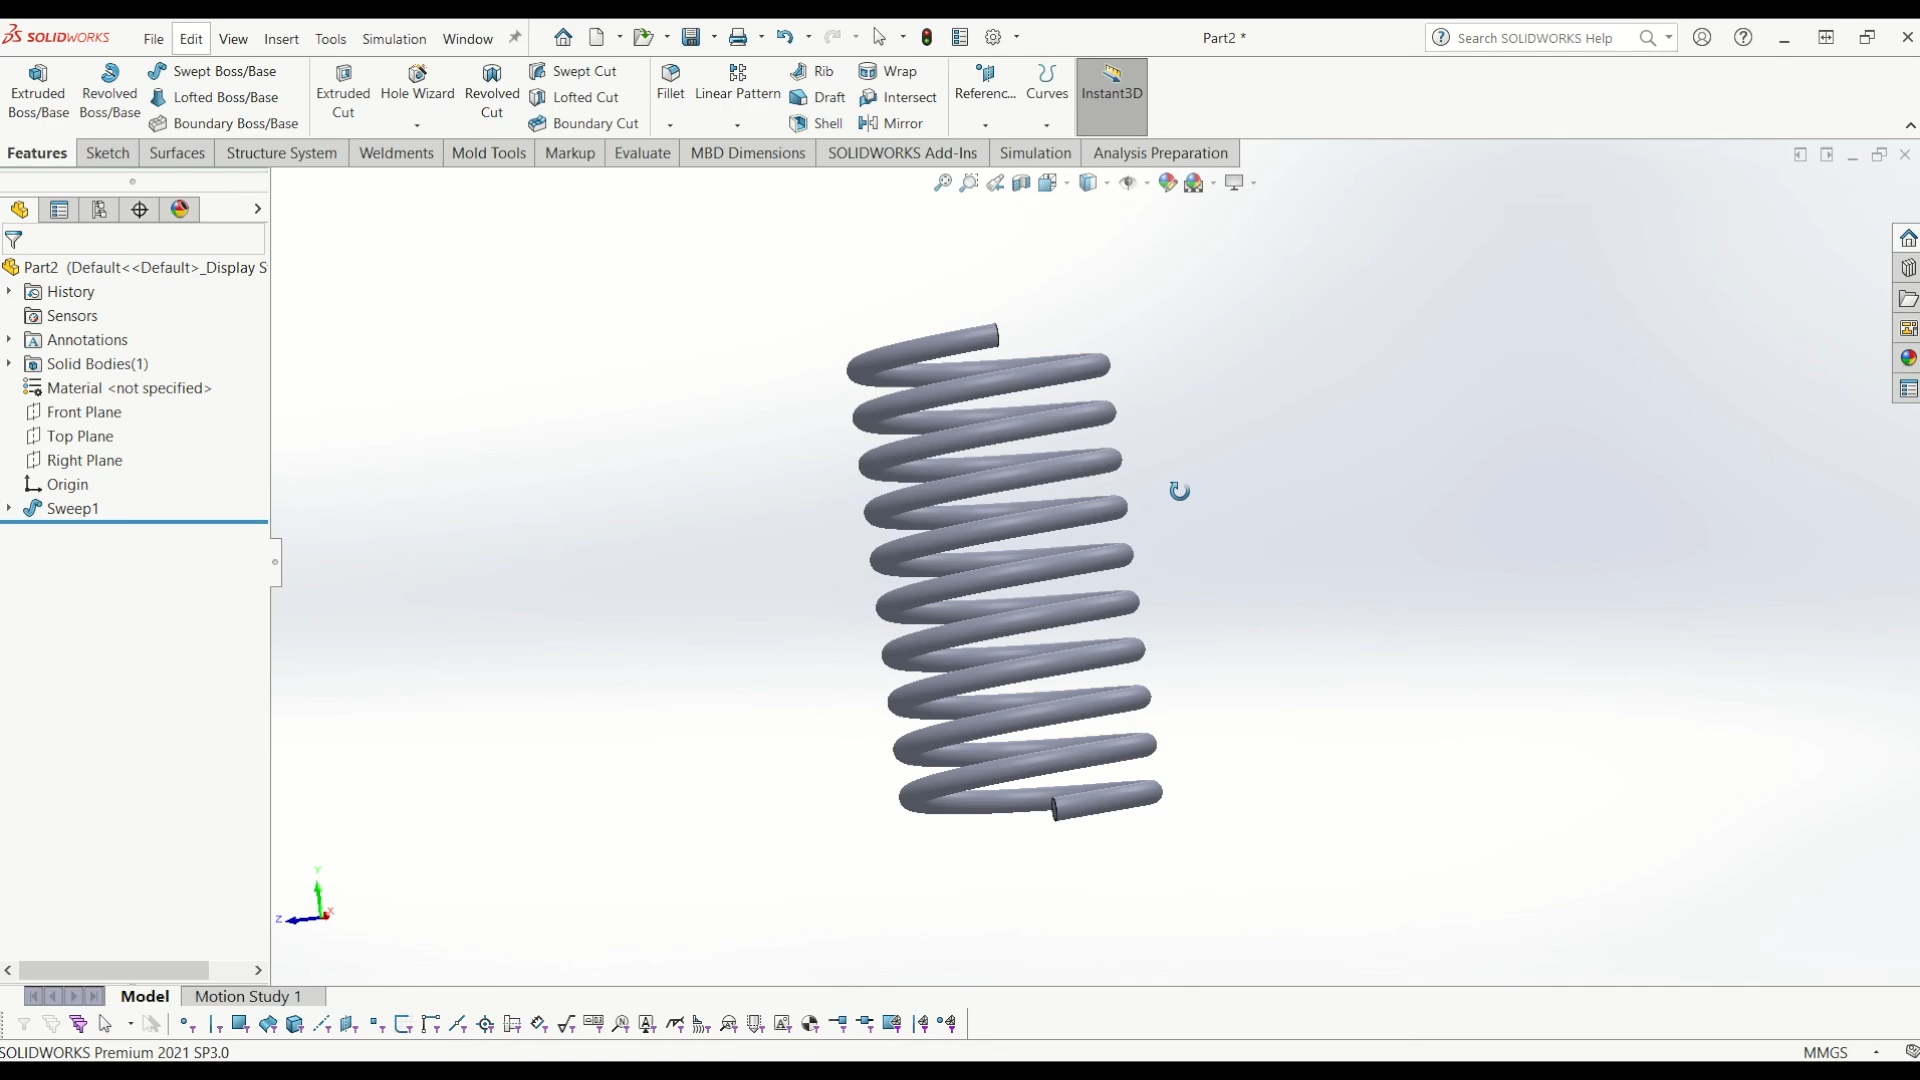 SOLIDWORKS File Edit View Insert Tools Simulation Window Part2 * Search SOLIDWORKS Help
Extruded Boss/Base
Revolved Boss/Base
Swept Boss/Base
Lofted Boss/Base
Boundary Boss/Base
Extruded Cut
Hole Wizard
Revolved Cut
Swept Cut
Lofted Cut
Boundary Cut
Fillet
Linear Pattern
Rib
Draft
Shell
Wrap
Intersect
Mirror
Referenc...
Curves
Instant3D
Features Sketch Surfaces Structure System Weldments Mold Tools Markup Evaluate MBD Dimensions SOLIDWORKS Add-Ins Simulation Analysis Preparation
Part2 (Default<<Default>_Display S
History
Sensors
Annotations
Solid Bodies(1)
Material <not specified>
Front Plane
Top Plane
Right Plane
Origin
Sweep1
Y
Z
X
Model Motion Study 1
SOLIDWORKS Premium 2021 SP3.0 MMGS